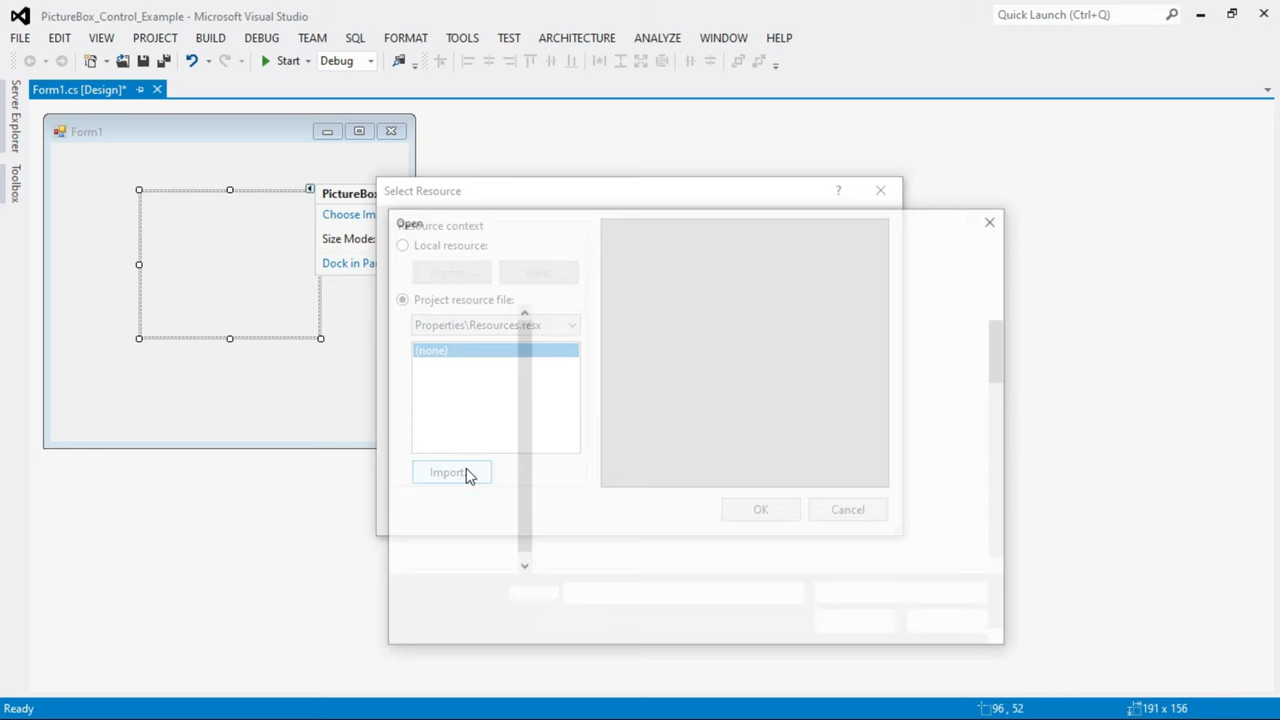 PictureBox_Control_Example - Microsoft Visual Studio
Quick Launch (Ctrl+Q)
FILE EDIT VIEW PROJECT BUILD DEBUG TEAM SQL FORMAT TOOLS TEST ARCHITECTURE ANALYZE WINDOW HELP
Start Debug
Form1.cs [Design]*
Server Explorer
Toolbox
Form1
PictureBox
Choose Im
Size Mode:
Dock in Pa
Select Resource
?
Open
Resource context
Local resource:
Project resource file:
Properties\Resources.resx
(none)
Import
OK Cancel
Ready
96 , 52
191 x 156